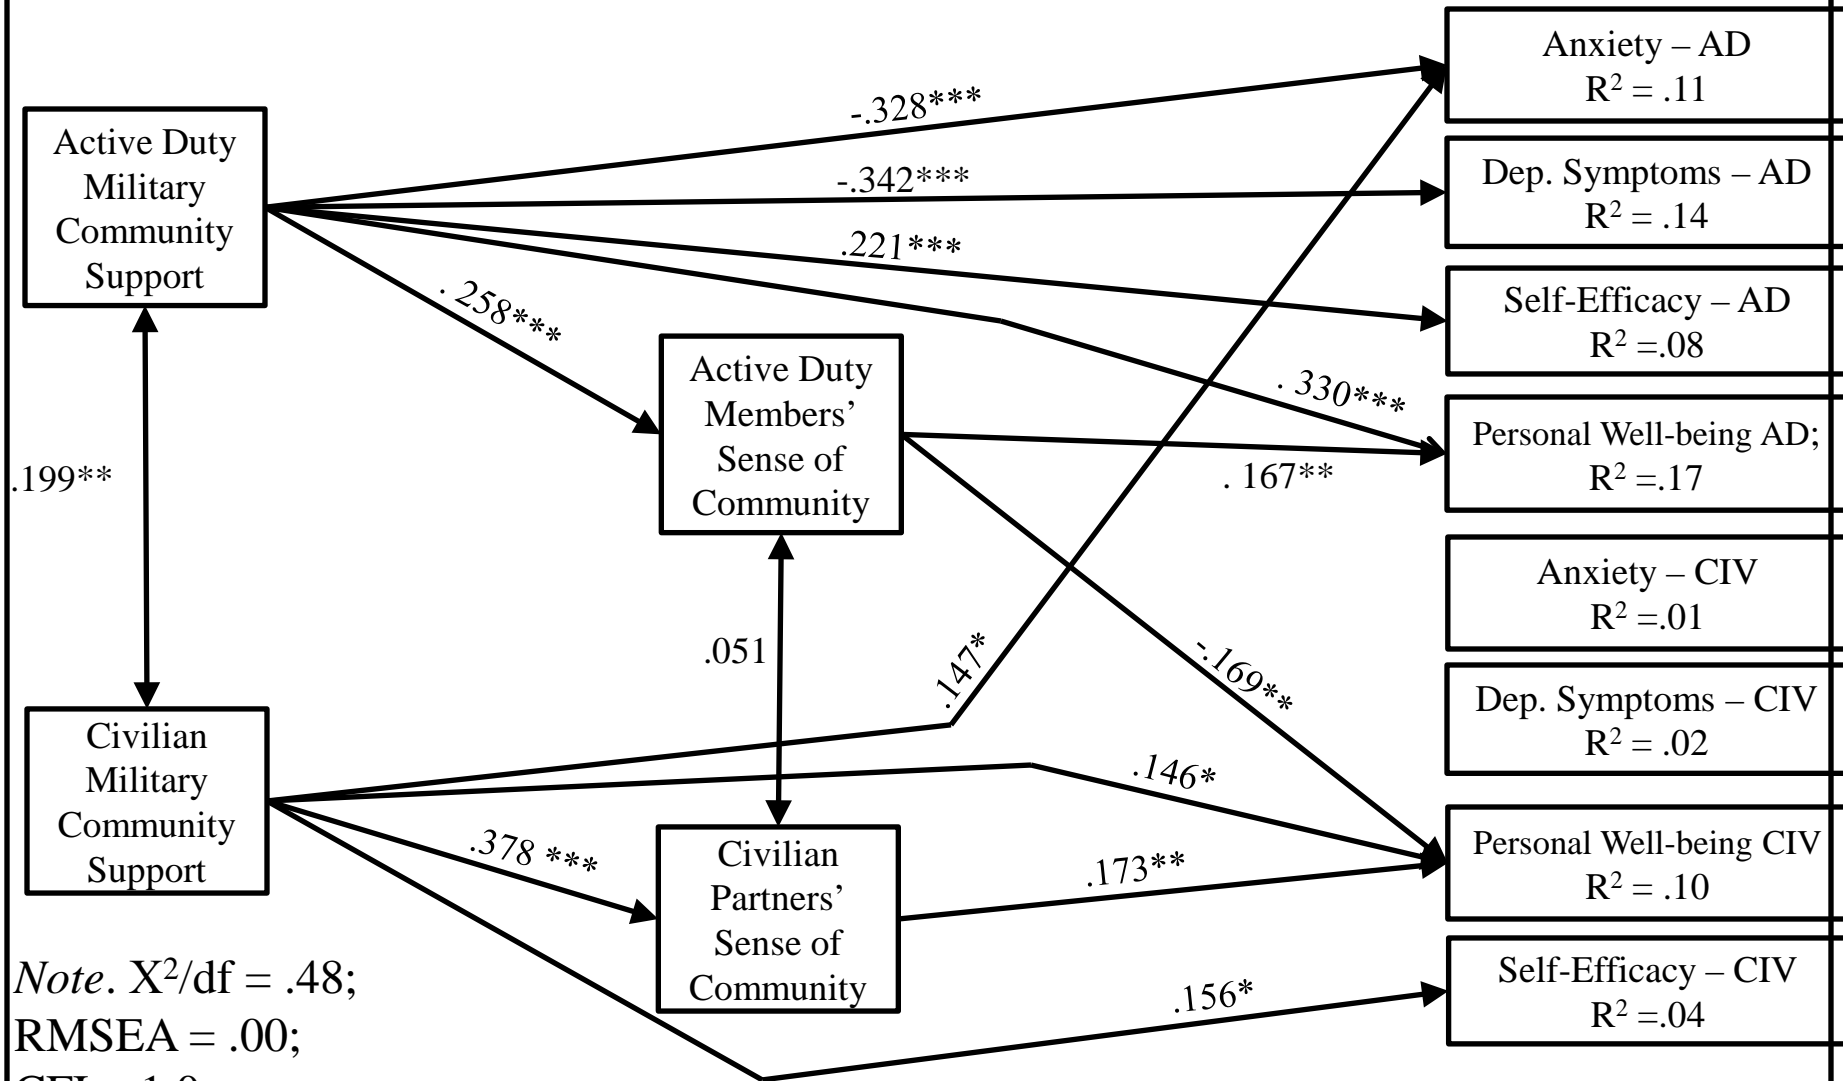 Anxiety – AD
R² = .11
-.328***
Active Duty
Military
Community
Support
Dep. Symptoms – AD
R² = .14
-.342***
.221***
Self-Efficacy – AD
R² =.08
. 258***
Active Duty
Members’
Sense of
Community
. 330***
Personal Well-being AD;
R² =.17
. 167**
.199**
Anxiety – CIV
R² =.01
.051
.147*
-.169**
Dep. Symptoms – CIV
R² = .02
Civilian
Military
Community
Support
.146*
.378 ***
Civilian
Partners’
Sense of
Community
.173**
Personal Well-being CIV
R² = .10
.156*
Self-Efficacy – CIV
R² =.04
Note. X²/df = .48;
RMSEA = .00;